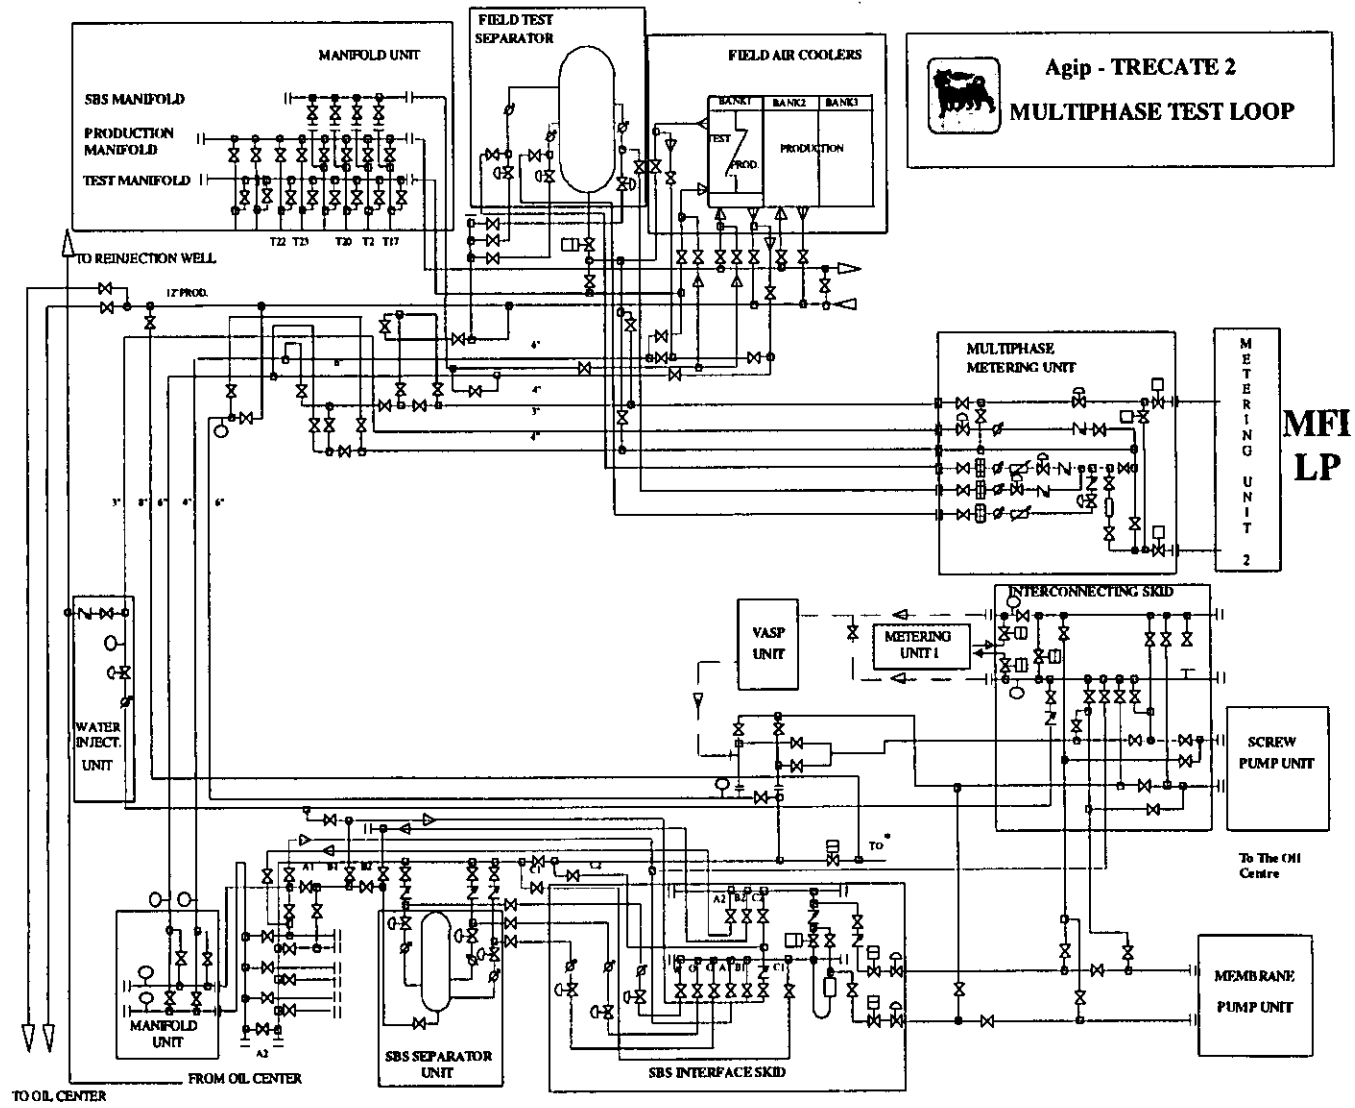 FIELD TEST
SEPARATOR
MANIFOLD UNIT
FIELD AIR COOLERS
Agip - TRECATE 2
MULTIPHASE TEST LOOP
SBS MANIFOLD
PRODUCTION
MANIFOLD
TEST MANIFOLD
BANK1
BANK2
BANK3
TEST
PROD.
PRODUCTION
T22
T23
T20
T2
T17
TO REINJECTION WELL
12" PROD.
4"
4"
3"
4"
MULTIPHASE
METERING UNIT
METERING UNIT 2
MFI
LP
3"
8"
6"
4"
6"
INTERCONNECTING SKID
VASP
UNIT
METERING
UNIT 1
WATER
INJECT.
UNIT
SCREW
PUMP UNIT
TO
To The Oil
Centre
A1
B1
B2
C1
C2
A2
B2
C2
A1
B1
C1
MANIFOLD
UNIT
A2
SBS SEPARATOR
UNIT
SBS INTERFACE SKID
MEMBRANE
PUMP UNIT
FROM OIL CENTER
TO OIL CENTER